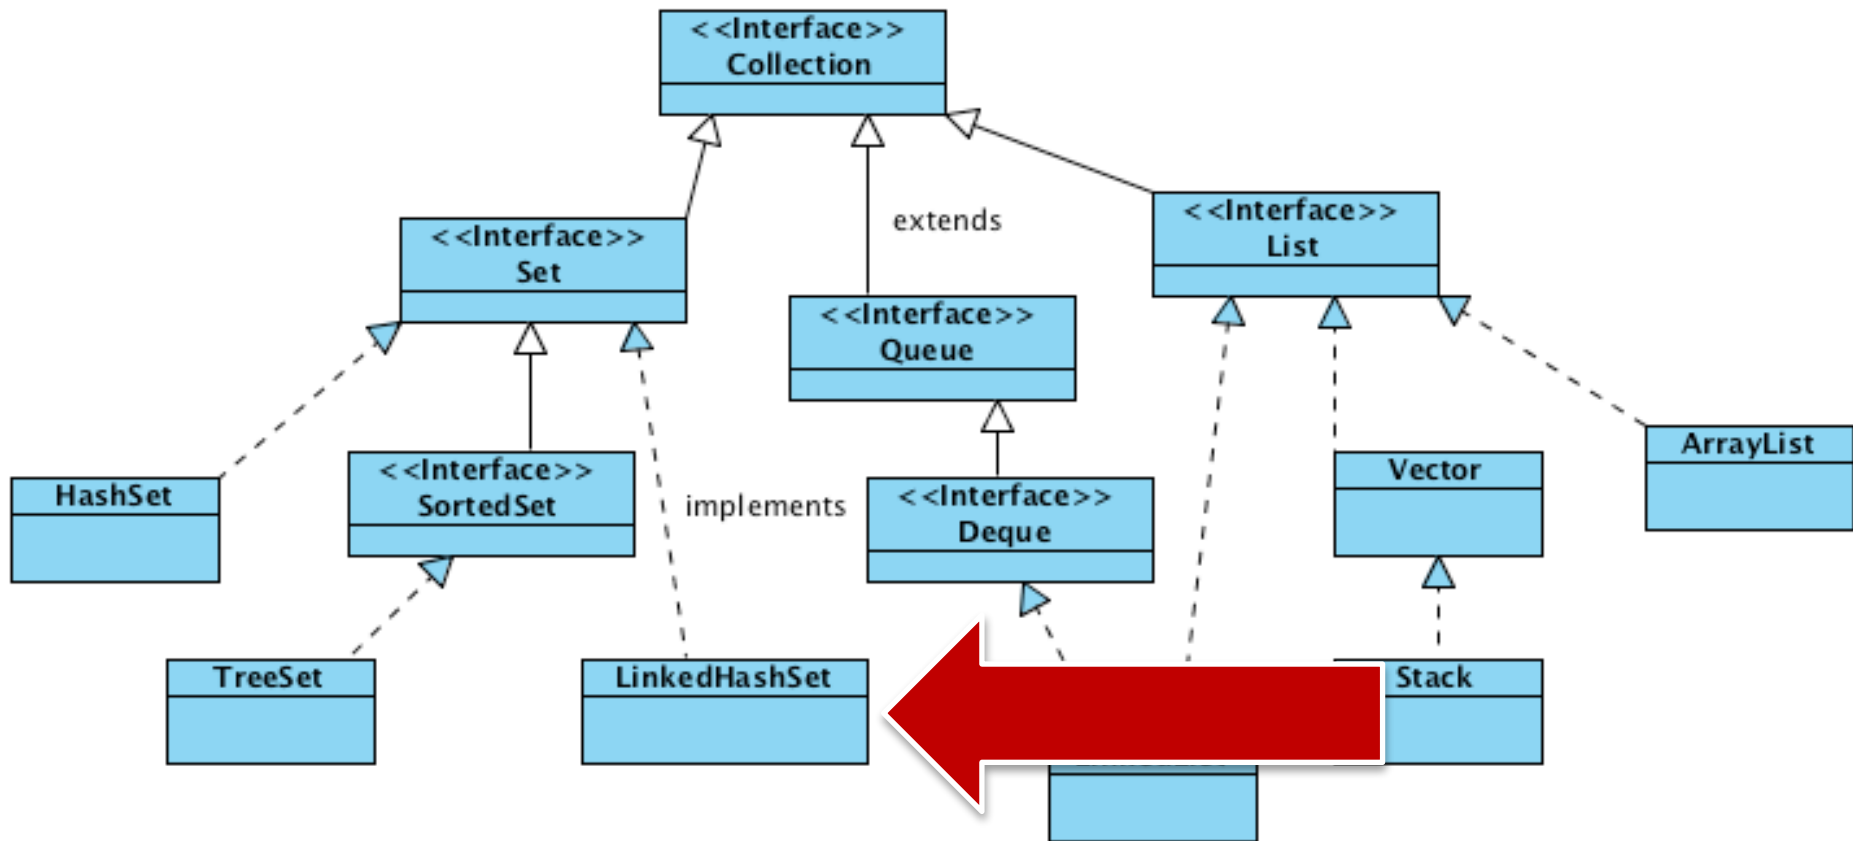 <<Interface>>
Collection
<<Interface>>
Set
extends
<<Interface>>
List
<<Interface>>
Queue
HashSet
<<Interface>>
SortedSet
implements
<<Interface>>
Deque
Vector
ArrayList
TreeSet
LinkedHashSet
Stack